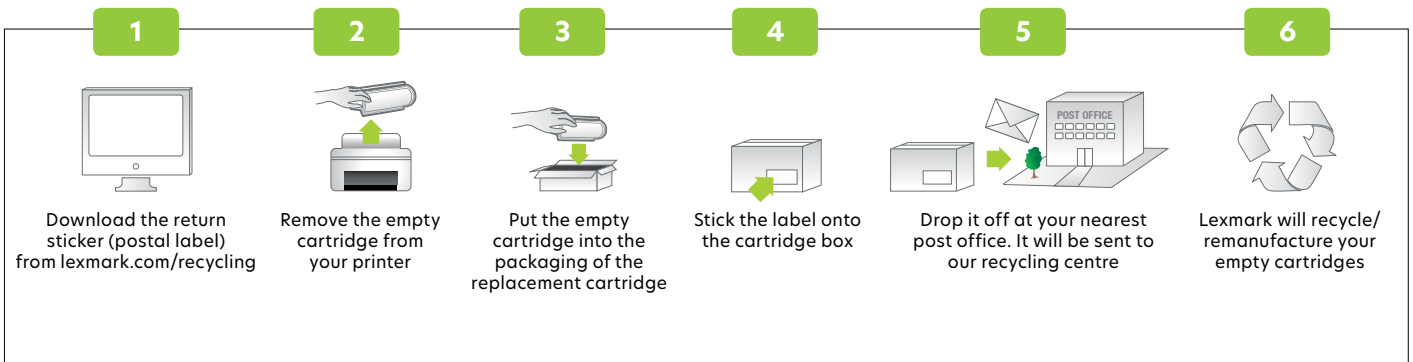 1
Download the return
sticker (postal label)
from lexmark.com/recycling
2
Remove the empty
cartridge from
your printer
3
Put the empty
cartridge into the
packaging of the
replacement cartridge
4
Stick the label onto
the cartridge box
5
POST OFFICE
Drop it off at your nearest
post office. It will be sent to
our recycling centre
6
Lexmark will recycle/
remanufacture your
empty cartridges